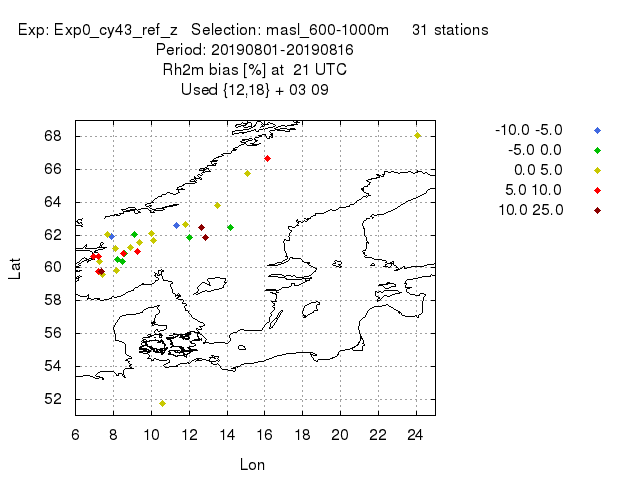 Exp: Exp0_cy43_ref_z Selection: masl_600-1000m 31 stations
Period: 20190801-20190816
Rh2m bias [%] at 21 UTC
Used {12,18} + 03 09
-10.0 -5.0
-5.0 0.0
0.0 5.0
5.0 10.0
10.0 25.0
68
66
64
62
60
58
56
54
52
Lat
6 8 10 12 14 16 18 20 22 24
Lon